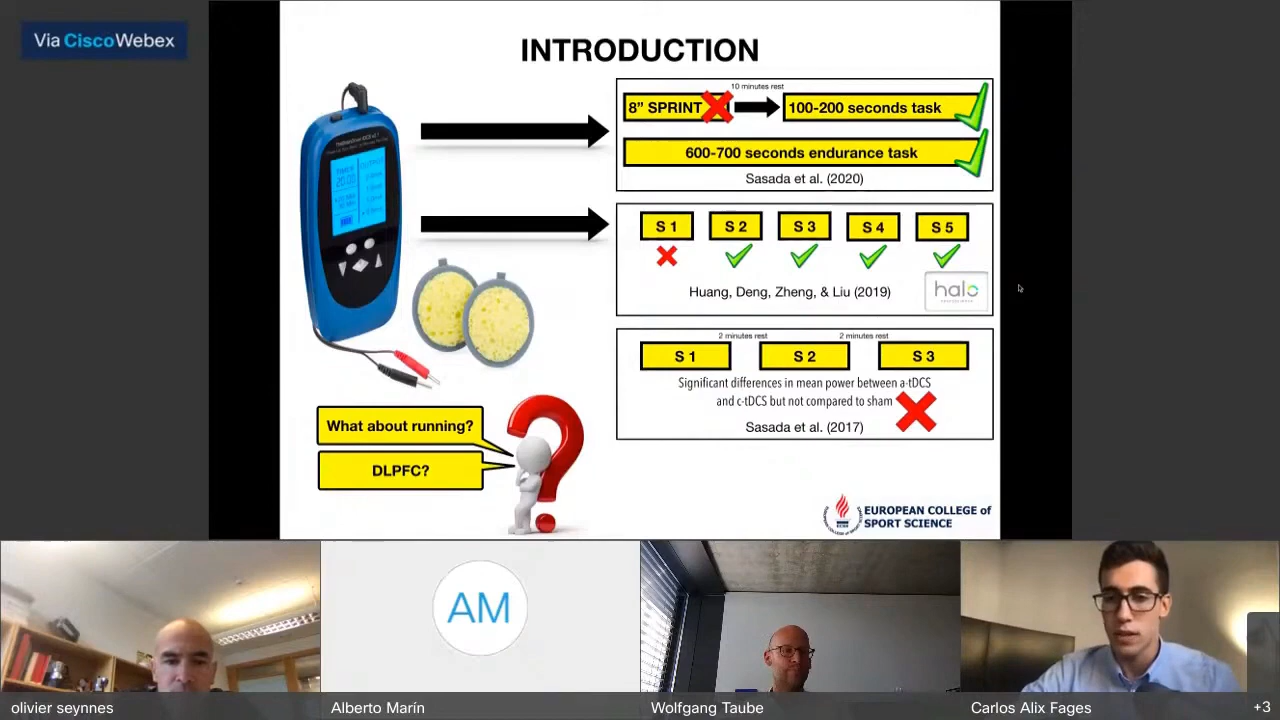 Via Cisco Webex
INTRODUCTION
10 minutes rest
8” SPRINT
100-200 seconds task
600-700 seconds endurance task
Sasada et al. (2020)
S 1
S 2
S 3
S 4
S 5
Huang, Deng, Zheng, & Liu (2019)
halo
2 minutes rest
2 minutes rest
S 1
S 2
S 3
Significant differences in mean power between a-tDCS
and c-tDCS but not compared to sham
Sasada et al. (2017)
What about running?
DLPFC?
EUROPEAN COLLEGE of
SPORT SCIENCE
AM
olivier seynnes
Alberto Marín
Wolfgang Taube
Carlos Alix Fages
+3